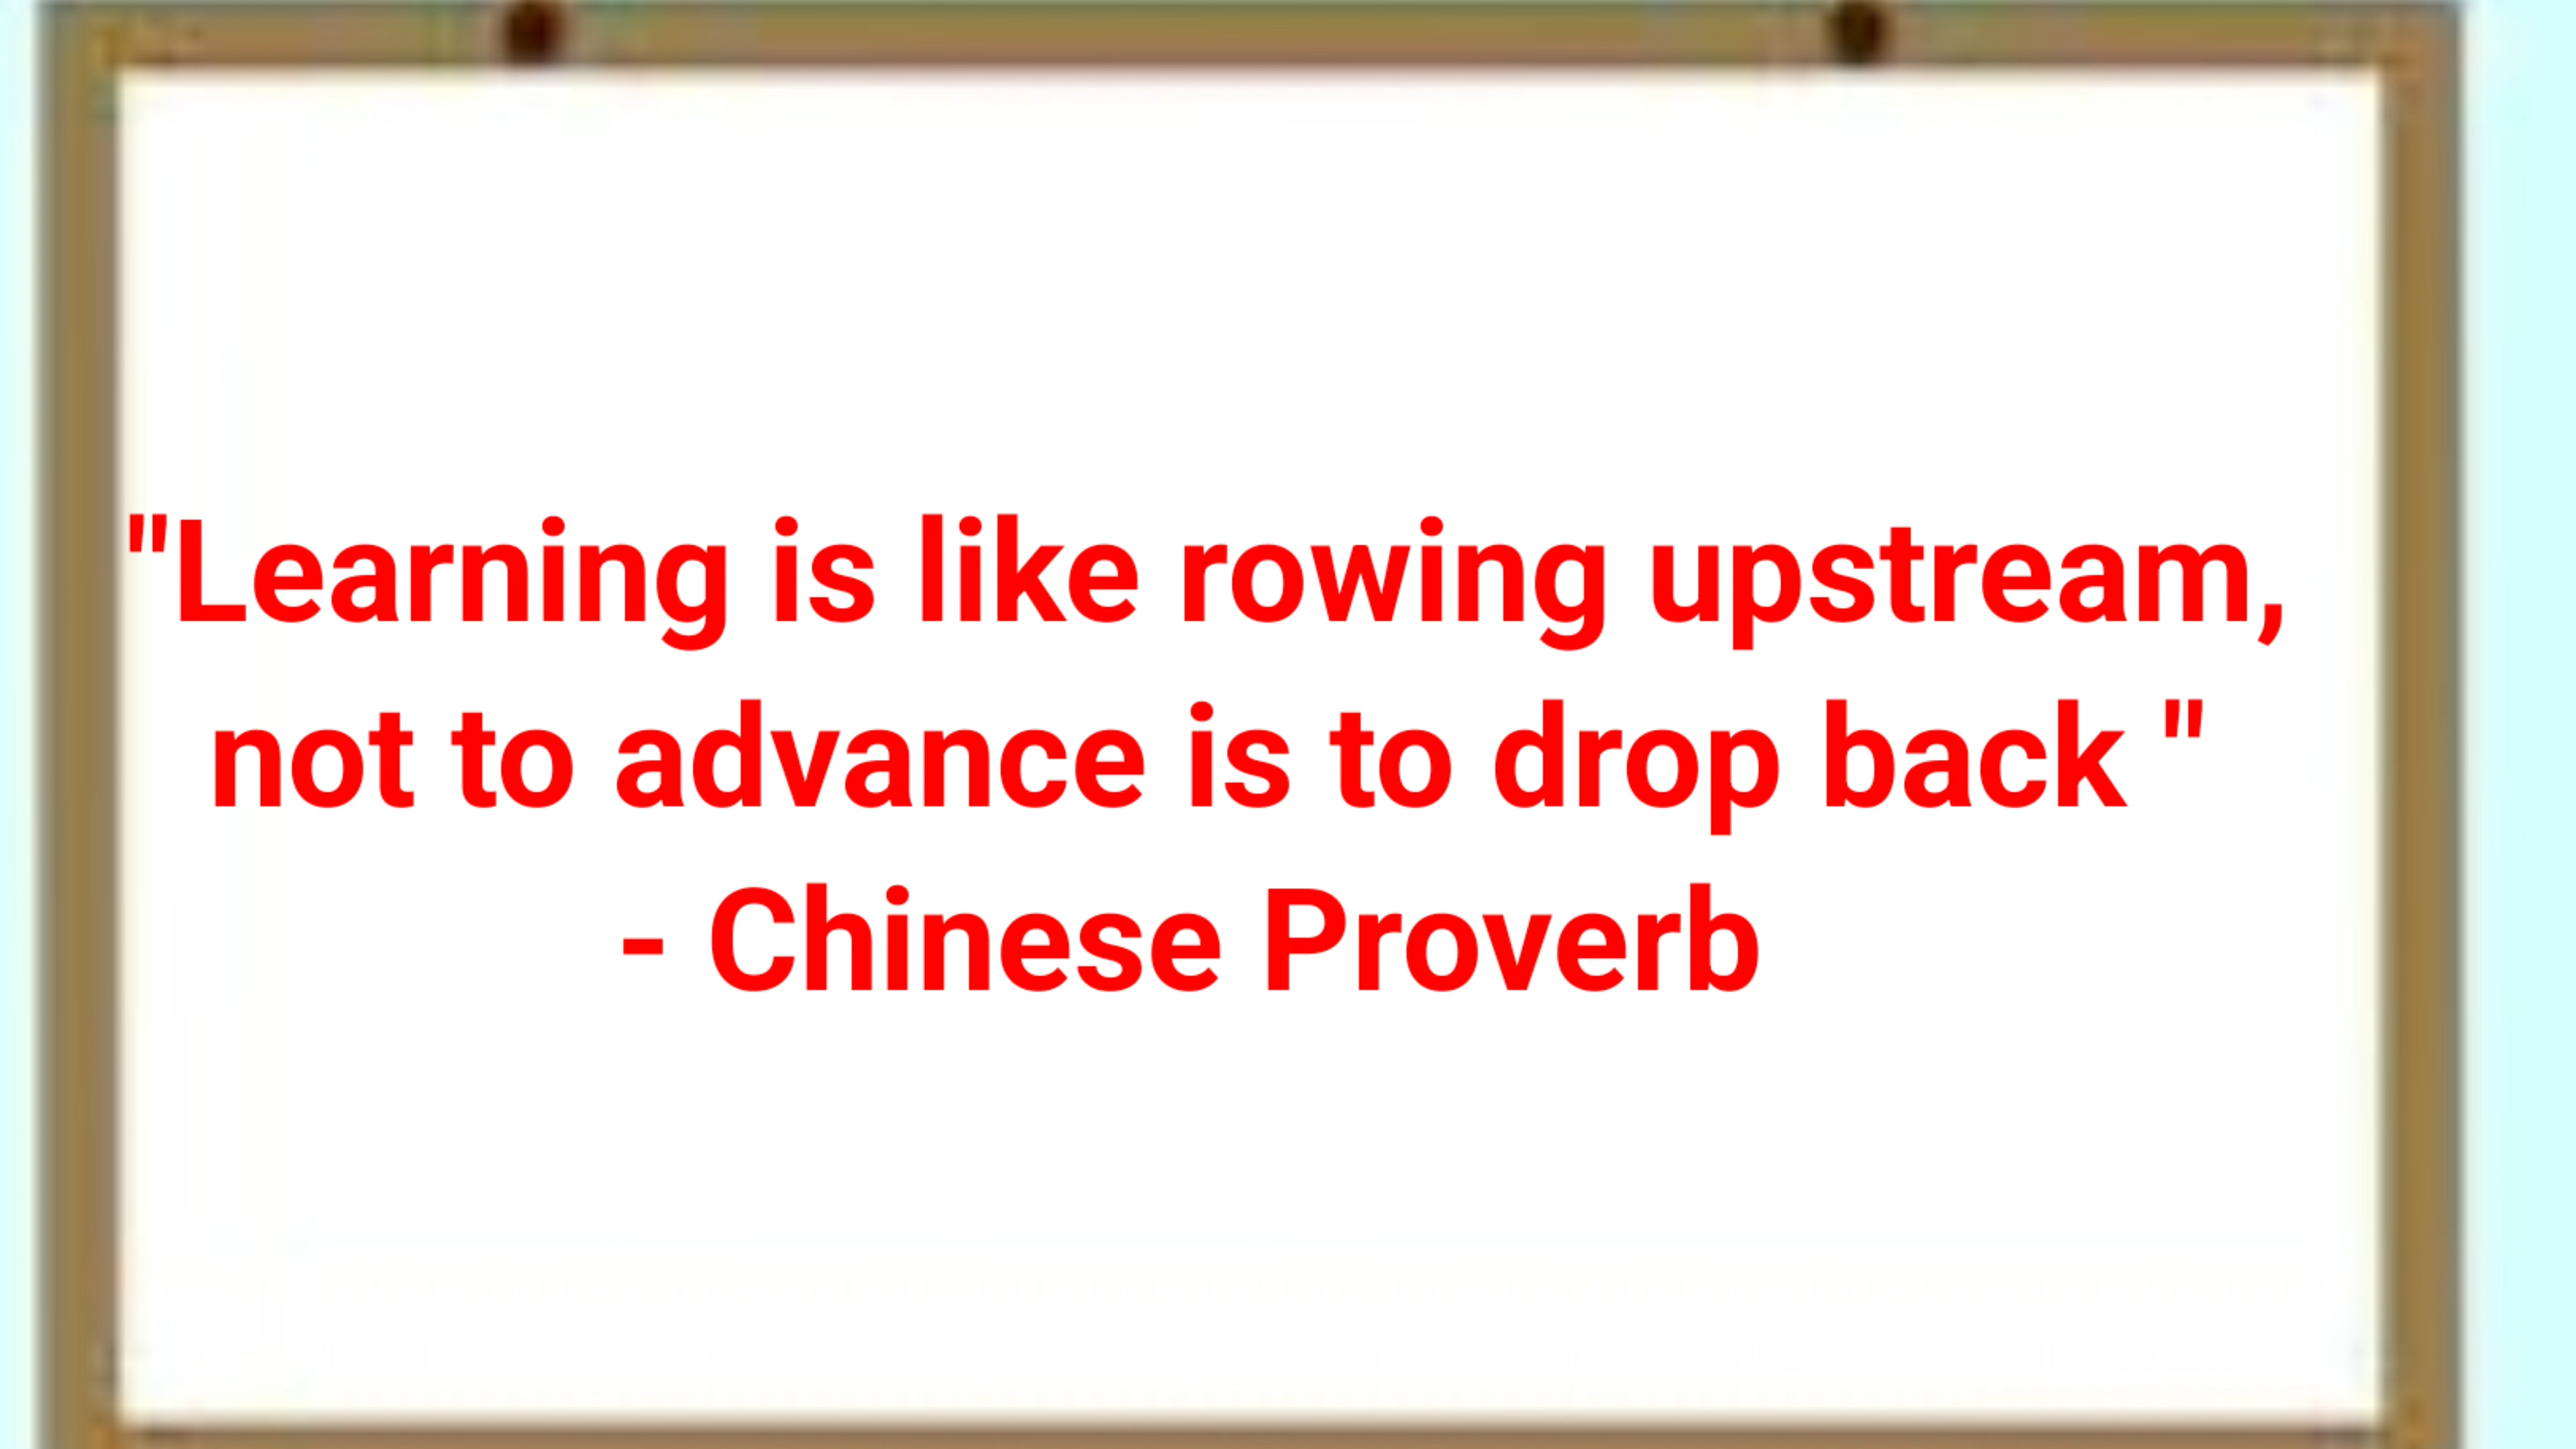 "Learning is like rowing upstream,
not to advance is to drop back "
- Chinese Proverb